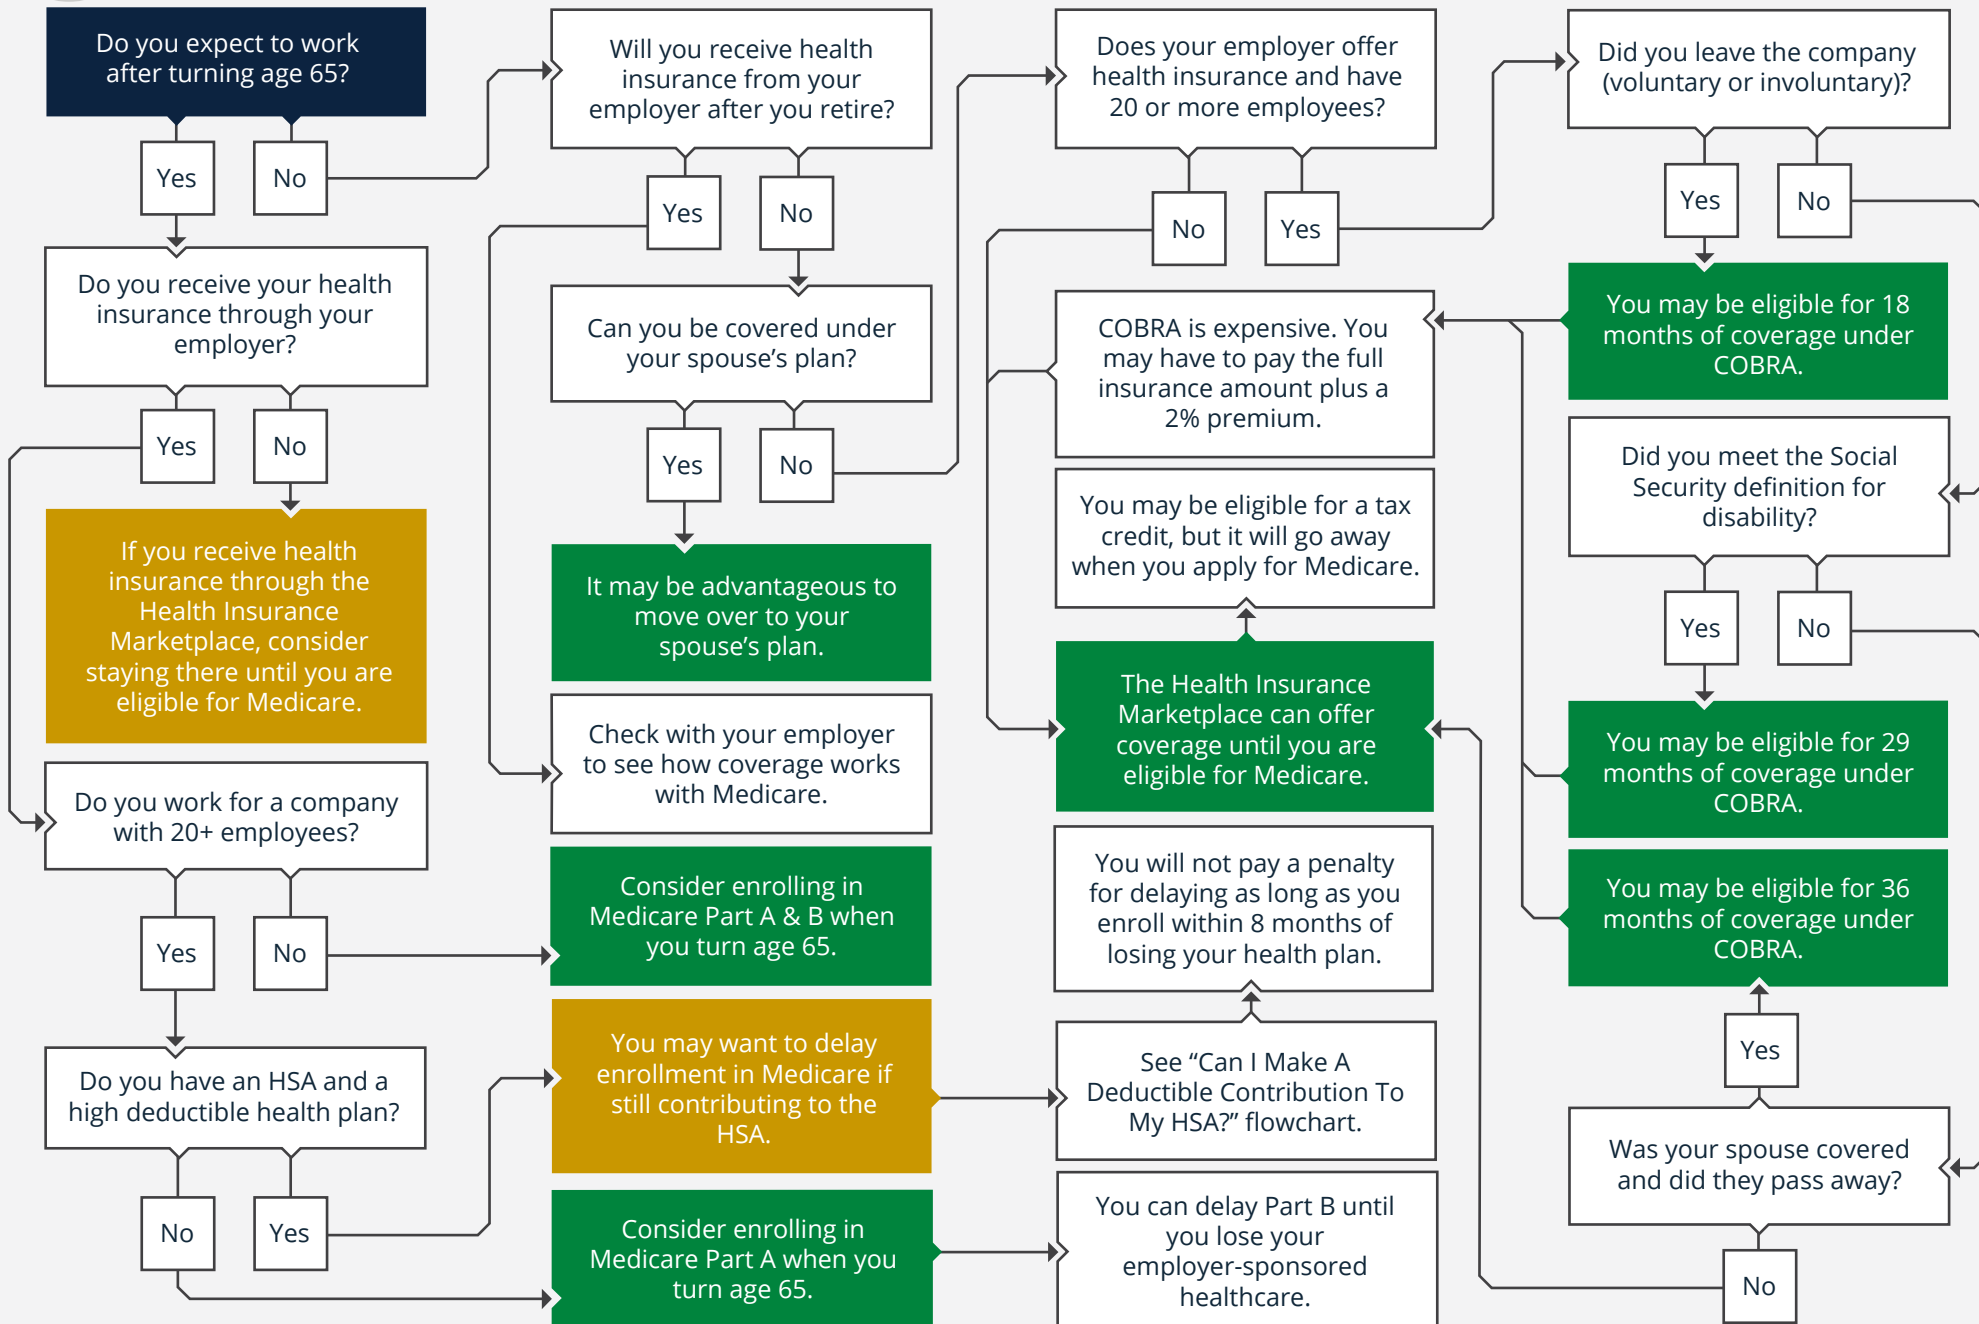 Do you expect to work
after turning age 65?
Yes
No
Do you receive your health
insurance through your
employer?
Yes
No
If you receive health
insurance through the
Health Insurance
Marketplace, consider
staying there until you are
eligible for Medicare.
Do you work for a company
with 20+ employees?
Yes
No
Do you have an HSA and a
high deductible health plan?
No
Yes
Will you receive health
insurance from your
employer after you retire?
Yes
No
Can you be covered under
your spouse’s plan?
Yes
No
It may be advantageous to
move over to your
spouse’s plan.
Check with your employer
to see how coverage works
with Medicare.
Consider enrolling in
Medicare Part A & B when
you turn age 65.
You may want to delay
enrollment in Medicare if
still contributing to the
HSA.
Consider enrolling in
Medicare Part A when you
turn age 65.
Does your employer offer
health insurance and have
20 or more employees?
No
Yes
COBRA is expensive. You
may have to pay the full
insurance amount plus a
2% premium.
You may be eligible for a tax
credit, but it will go away
when you apply for Medicare.
The Health Insurance
Marketplace can offer
coverage until you are
eligible for Medicare.
You will not pay a penalty
for delaying as long as you
enroll within 8 months of
losing your health plan.
See “Can I Make A
Deductible Contribution To
My HSA?” flowchart.
You can delay Part B until
you lose your
employer-sponsored
healthcare.
Did you leave the company
(voluntary or involuntary)?
Yes
No
You may be eligible for 18
months of coverage under
COBRA.
Did you meet the Social
Security definition for
disability?
Yes
No
You may be eligible for 29
months of coverage under
COBRA.
You may be eligible for 36
months of coverage under
COBRA.
Yes
Was your spouse covered
and did they pass away?
No